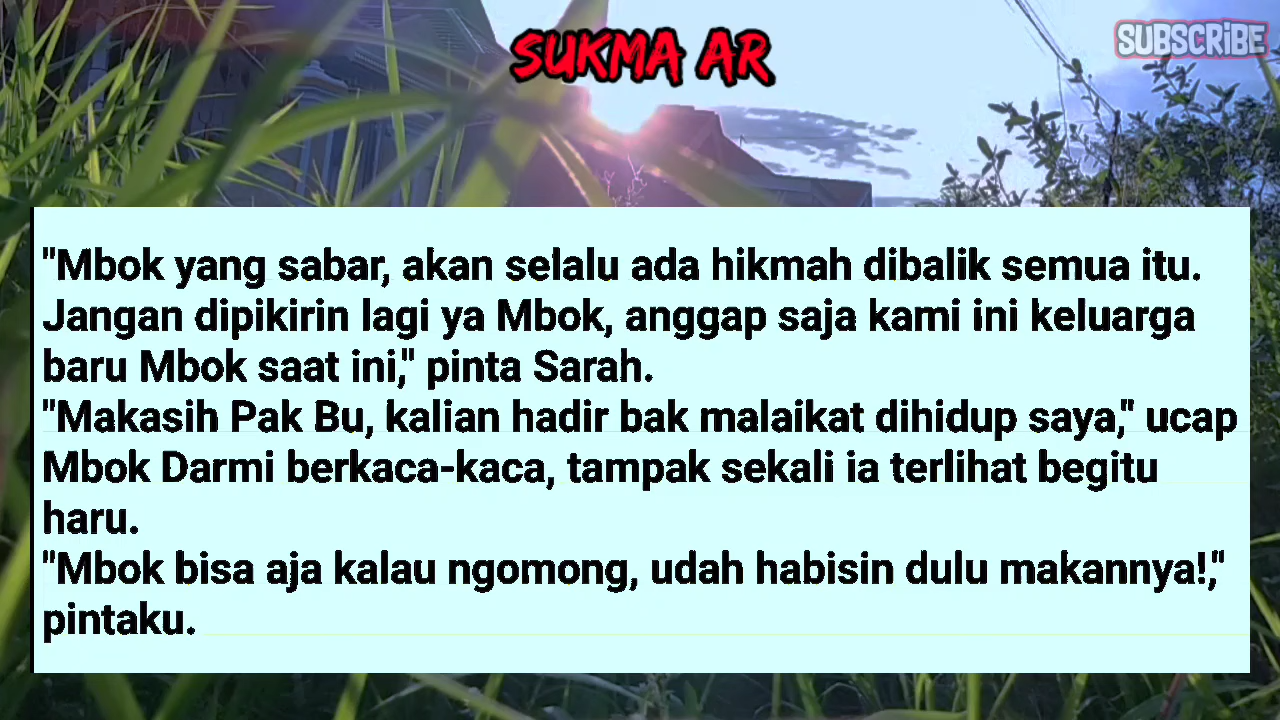 SUKMA AR
SUBSCRiBE
"Mbok yang sabar, akan selalu ada hikmah dibalik semua itu.
Jangan dipikirin lagi ya Mbok, anggap saja kami ini keluarga
baru Mbok saat ini," pinta Sarah.
"Makasih Pak Bu, kalian hadir bak malaikat dihidup saya," ucap
Mbok Darmi berkaca-kaca, tampak sekali ia terlihat begitu
haru.
"Mbok bisa aja kalau ngomong, udah habisin dulu makannya!,"
pintaku.